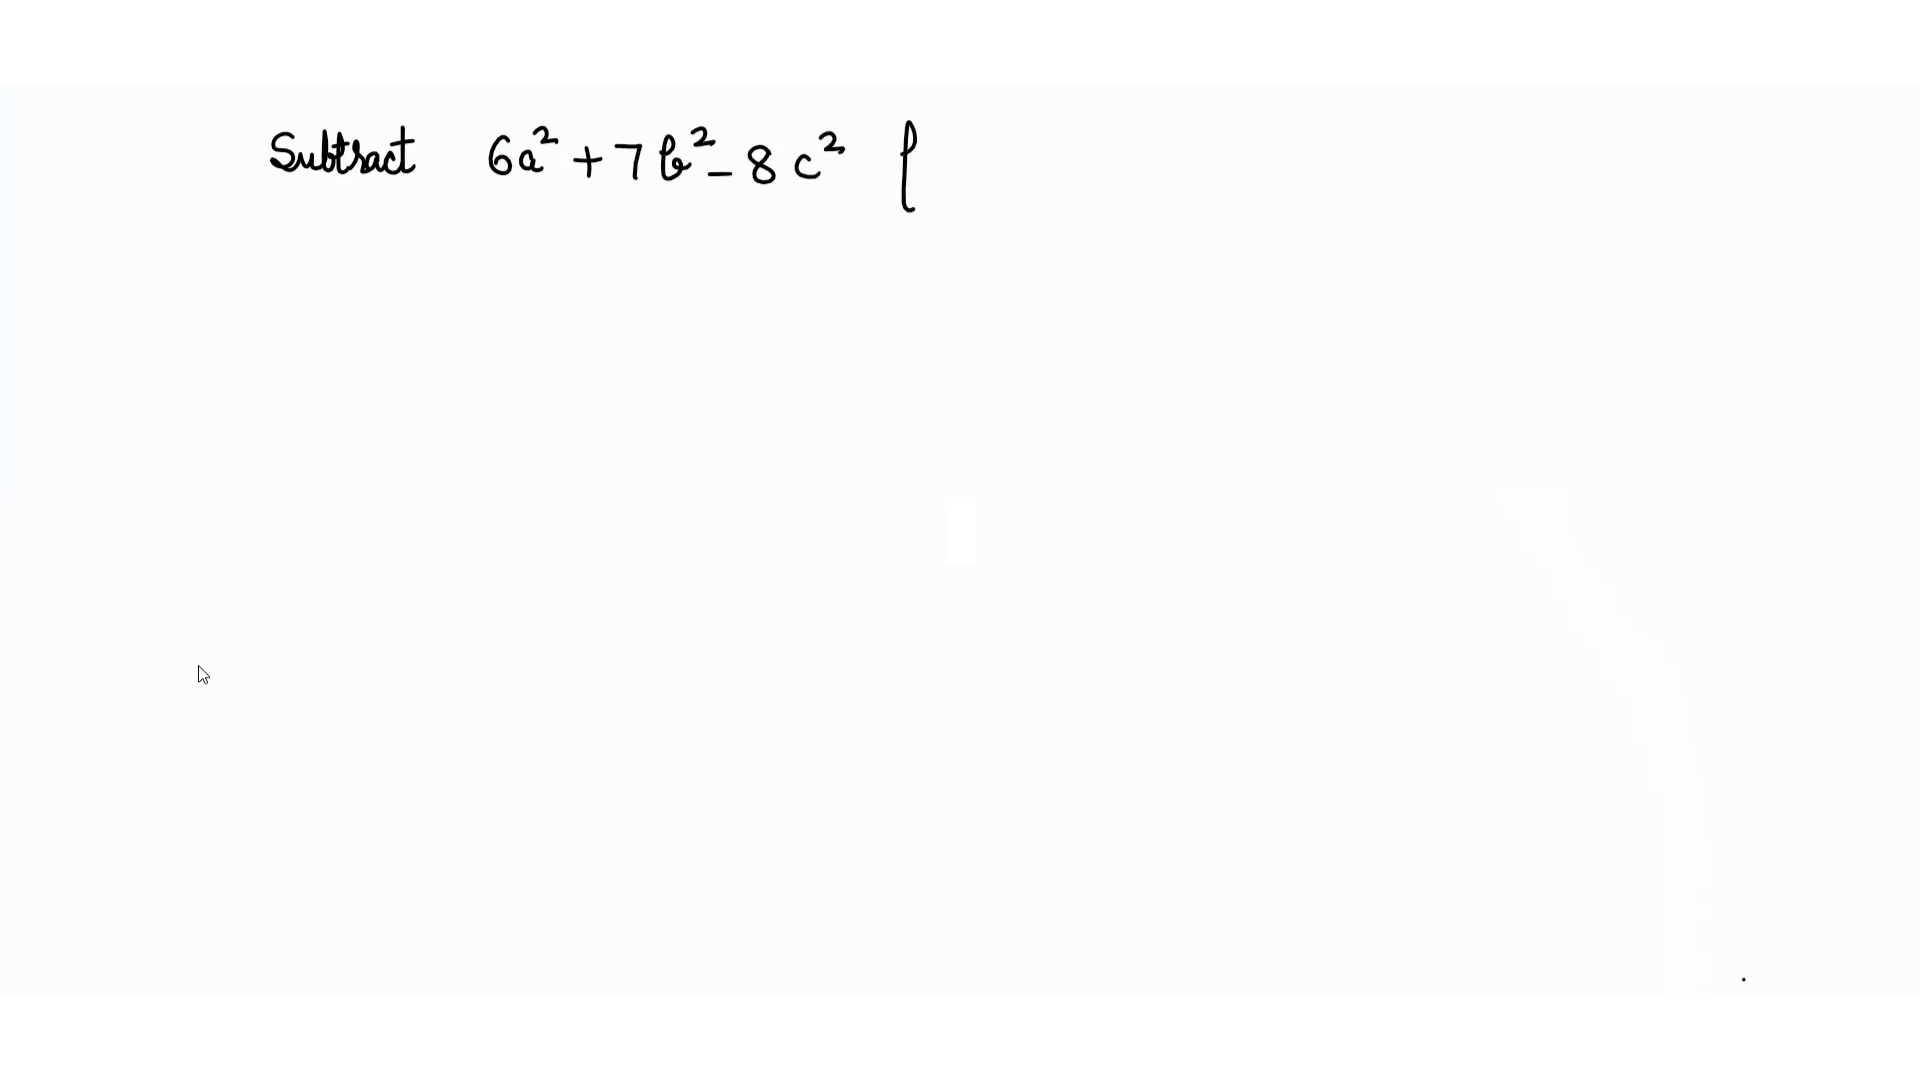 Subtract 6a² + 7b² - 8c² f